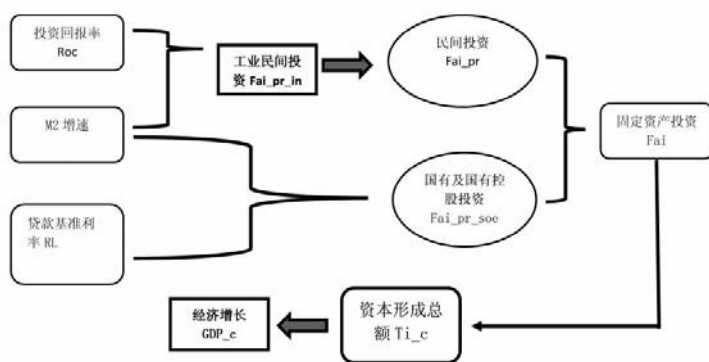 投资回报率
Roc
工业民间投
资 Fai_pr_in
民间投资
Fai_pr
M2 增速
固定资产投资
Fai
国有及国有控
股投资
Fai_pr_soe
贷款基准利
率 RL
经济增长
GDP_c
资本形成总
额 Ti_c